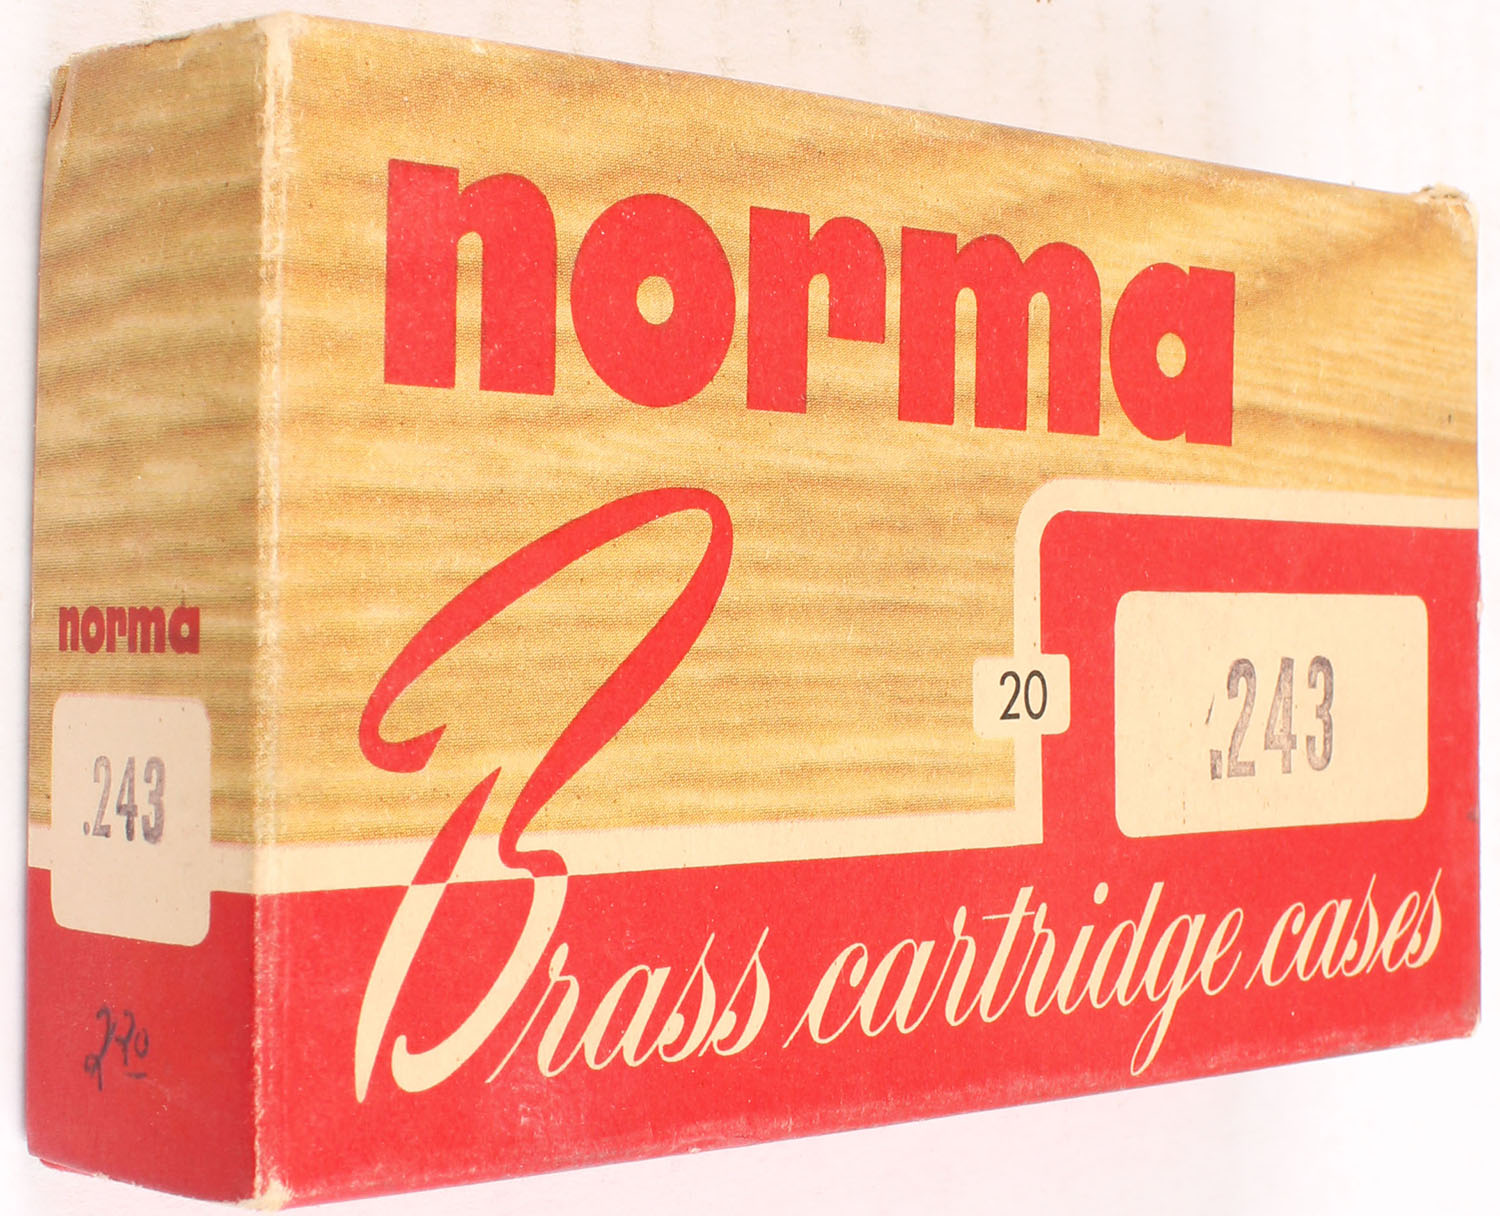 norma
20
.243
Brass cartridge cases
norma
.243